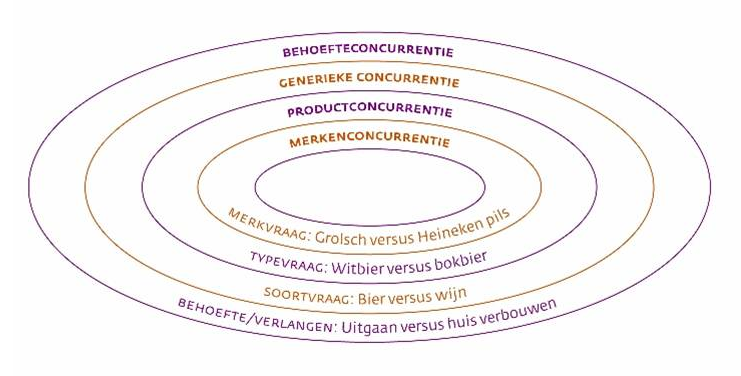 BEHOEFTECONCURRENTIE
GENERIEKE CONCURRENTIE
PRODUCTCONCURRENTIE
MERKENCONCURRENTIE
MERKVRAAG: Grolsch versus Heineken pils
TYPEVRAAG: Witbier versus bokbier
SOORTVRAAG: Bier versus wijn
BEHOEFTE/VERLANGEN: Uitgaan versus huis verbouwen